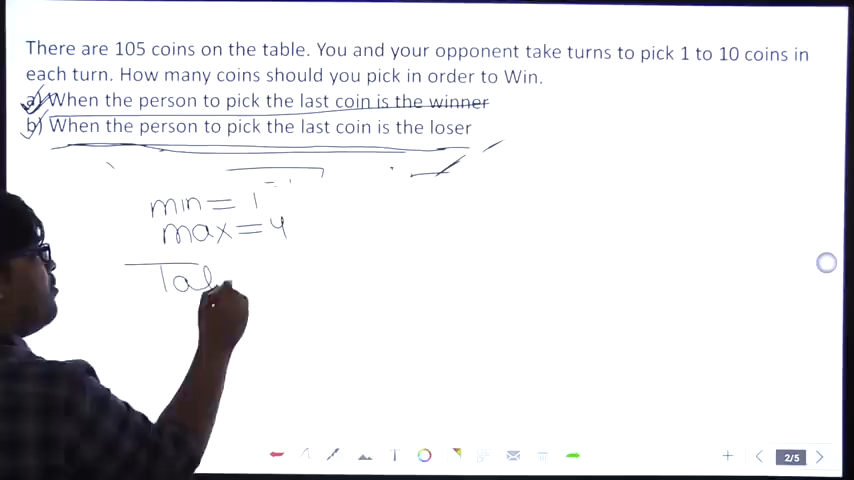 There are 105 coins on the table. You and your opponent take turns to pick 1 to 10 coins in
each turn. How many coins should you pick in order to Win.
a) When the person to pick the last coin is the winner
b) When the person to pick the last coin is the loser
min = 1
max = 4
Tal
T
2/5